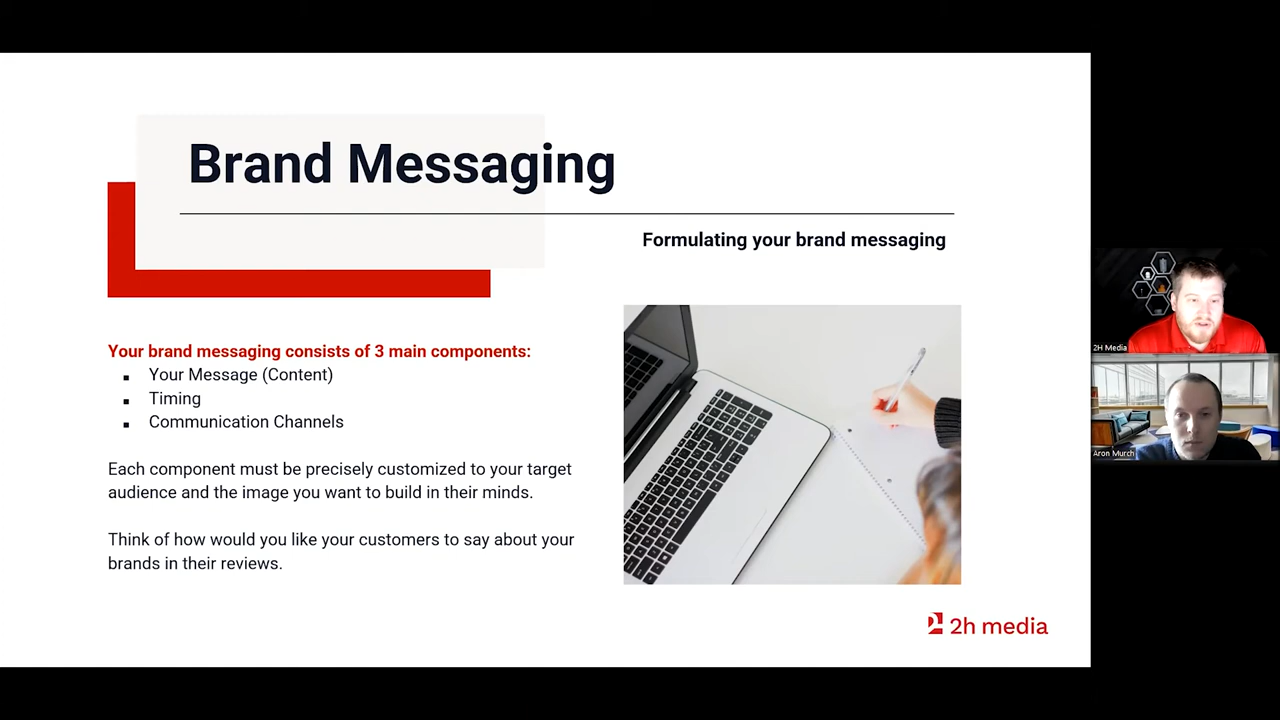 Brand Messaging
Formulating your brand messaging
Your brand messaging consists of 3 main components:
Your Message (Content)
Timing
Communication Channels
Each component must be precisely customized to your target
audience and the image you want to build in their minds.
Think of how would you like your customers to say about your
brands in their reviews.
2h media
2H Media
Aron Murch